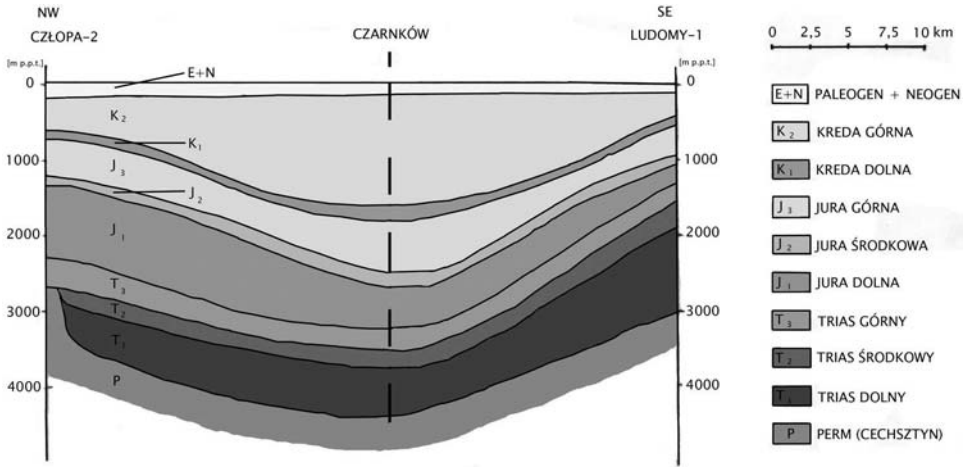 NW
CZŁOPA-2
CZARNKÓW
SE
LUDOMY-1
0 2,5 5 7,5 10 km
[m p.p.t.]
[m p.p.t.]
0
1000
2000
3000
4000
0
1000
2000
3000
4000
E+N
K2
K1
J3
J2
J1
T3
T2
T1
P
E+N PALEOGEN + NEOGEN
K2 KREDA GÓRNA
K1 KREDA DOLNA
J3 JURA GÓRNA
J2 JURA ŚRODKOWA
J1 JURA DOLNA
T3 TRIAS GÓRNY
T2 TRIAS ŚRODKOWY
T1 TRIAS DOLNY
P PERM (CECHSZTYN)